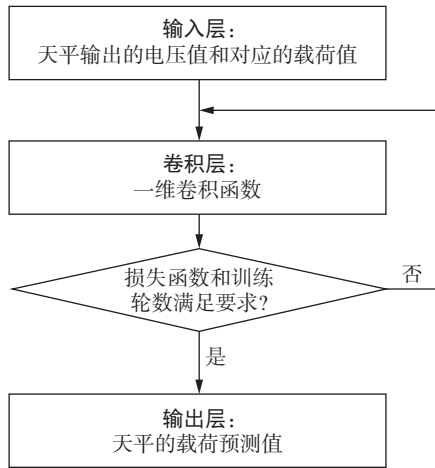 输入层：
天平输出的电压值和对应的载荷值
卷积层：
一维卷积函数
损失函数和训练
轮数满足要求?
否
是
输出层：
天平的载荷预测值